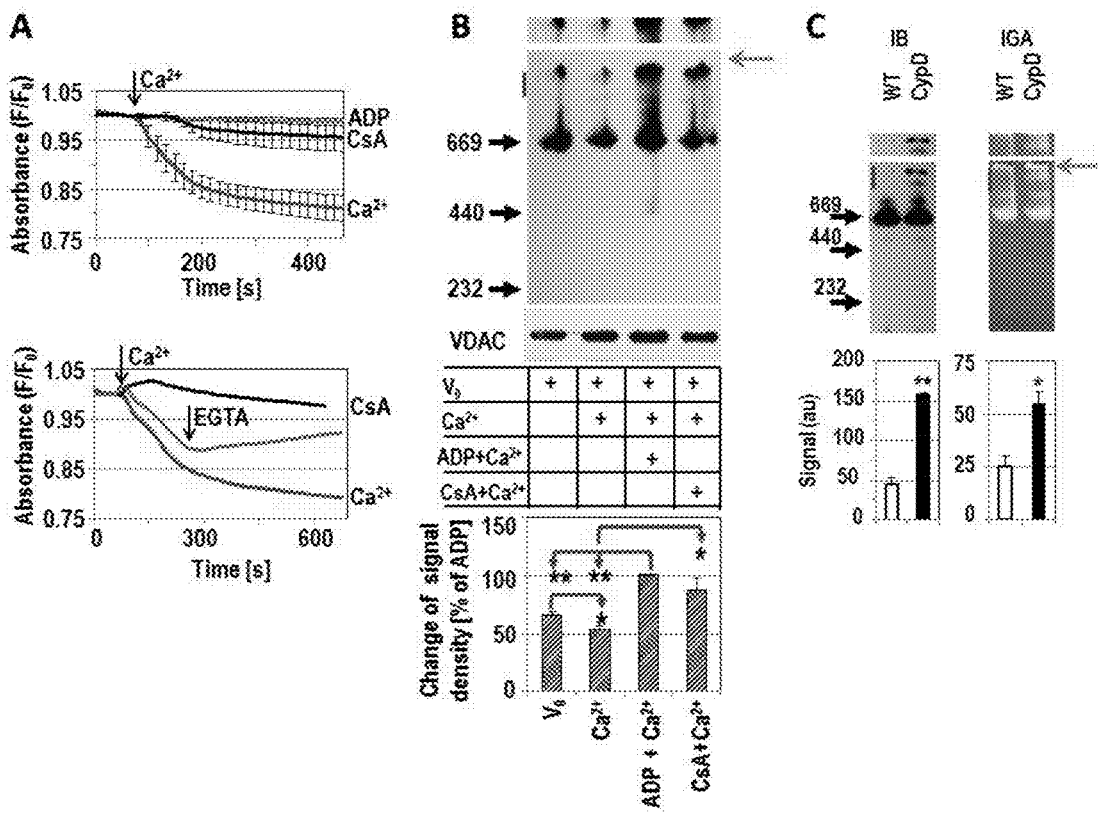 A
Ca²⁺
Absorbance (F/F₀)
1.05
0.95
0.85
0.75
ADP
CsA
Ca²⁺
0
200
400
Time [s]
Ca²⁺
Absorbance (F/F₀)
1.05
0.95
0.85
0.75
EGTA
CsA
Ca²⁺
0
300
600
Time [s]
B
669
440
232
VDAC
V₀ + + + +
Ca²⁺ + + +
ADP+Ca²⁺ +
CsA+Ca²⁺ +
Change of signal
density [% of ADP]
150
100
50
0
** **
*
*
V₀
Ca²⁺
ADP + Ca²⁺
CsA+Ca²⁺
C
IB
IGA
WT
CypD
WT
CypD
669
440
232
Signal (au)
200
150
100
50
0
**
75
50
25
0
*